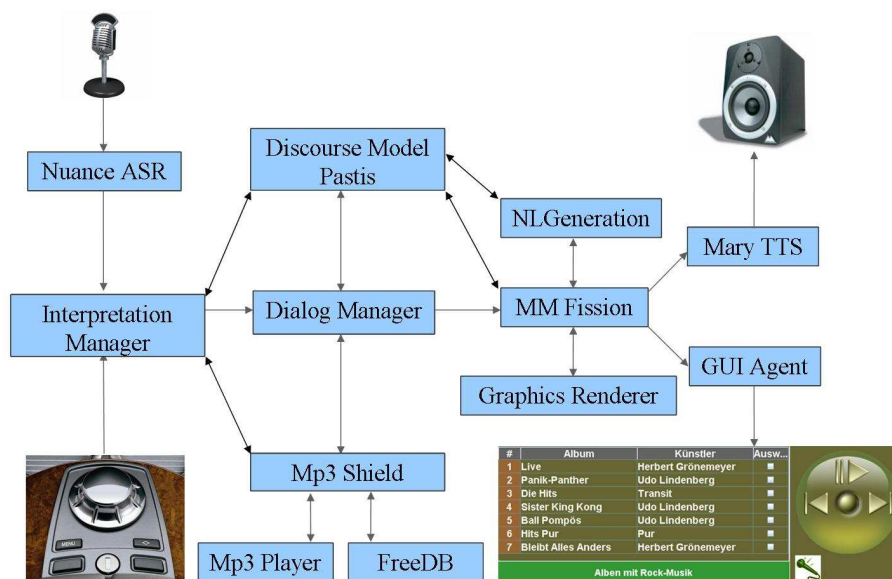 Nuance ASR
Discourse Model
Pastis
NLGeneration
Mary TTS
Interpretation
Manager
Dialog Manager
MM Fission
GUI Agent
Graphics Renderer
Mp3 Shield
Mp3 Player
FreeDB
MENU
# Album Künstler Ausw...
1 Live Herbert Grönemeyer
2 Panik-Panther Udo Lindenberg
3 Die Hits Transit
4 Sister King Kong Udo Lindenberg
5 Ball Pompös Udo Lindenberg
6 Hits Pur Pur
7 Bleibt Alles Anders Herbert Grönemeyer
Alben mit Rock-Musik